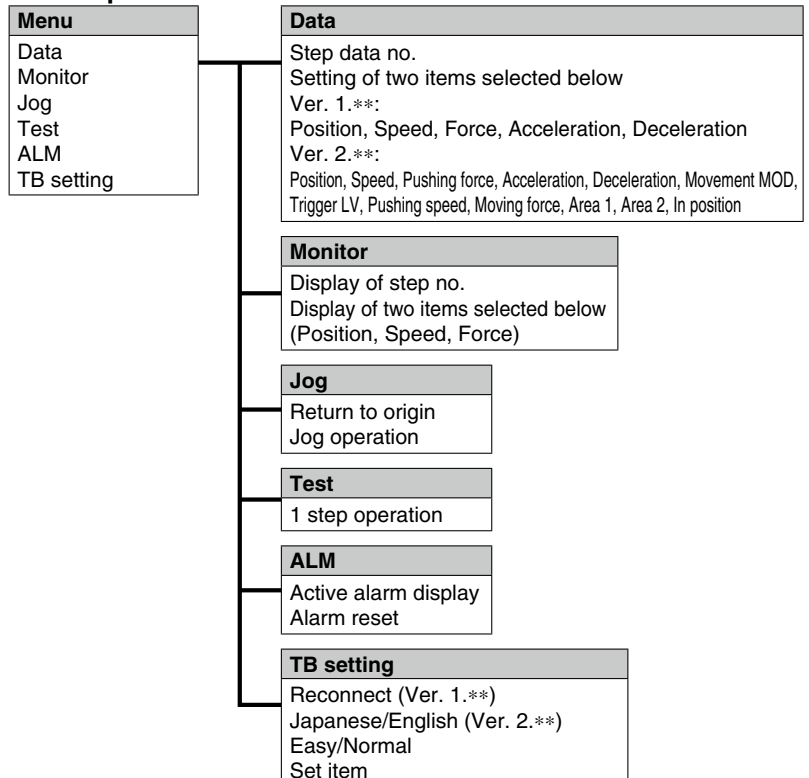 Menu
Data
Monitor
Jog
Test
ALM
TB setting
Data
Step data no.
Setting of two items selected below
Ver. 1.**:
Position, Speed, Force, Acceleration, Deceleration
Ver. 2.**:
Position, Speed, Pushing force, Acceleration, Deceleration, Movement MOD,
Trigger LV, Pushing speed, Moving force, Area 1, Area 2, In position
Monitor
Display of step no.
Display of two items selected below
(Position, Speed, Force)
Jog
Return to origin
Jog operation
Test
1 step operation
ALM
Active alarm display
Alarm reset
TB setting
Reconnect (Ver. 1.**)
Japanese/English (Ver. 2.**)
Easy/Normal
Set item